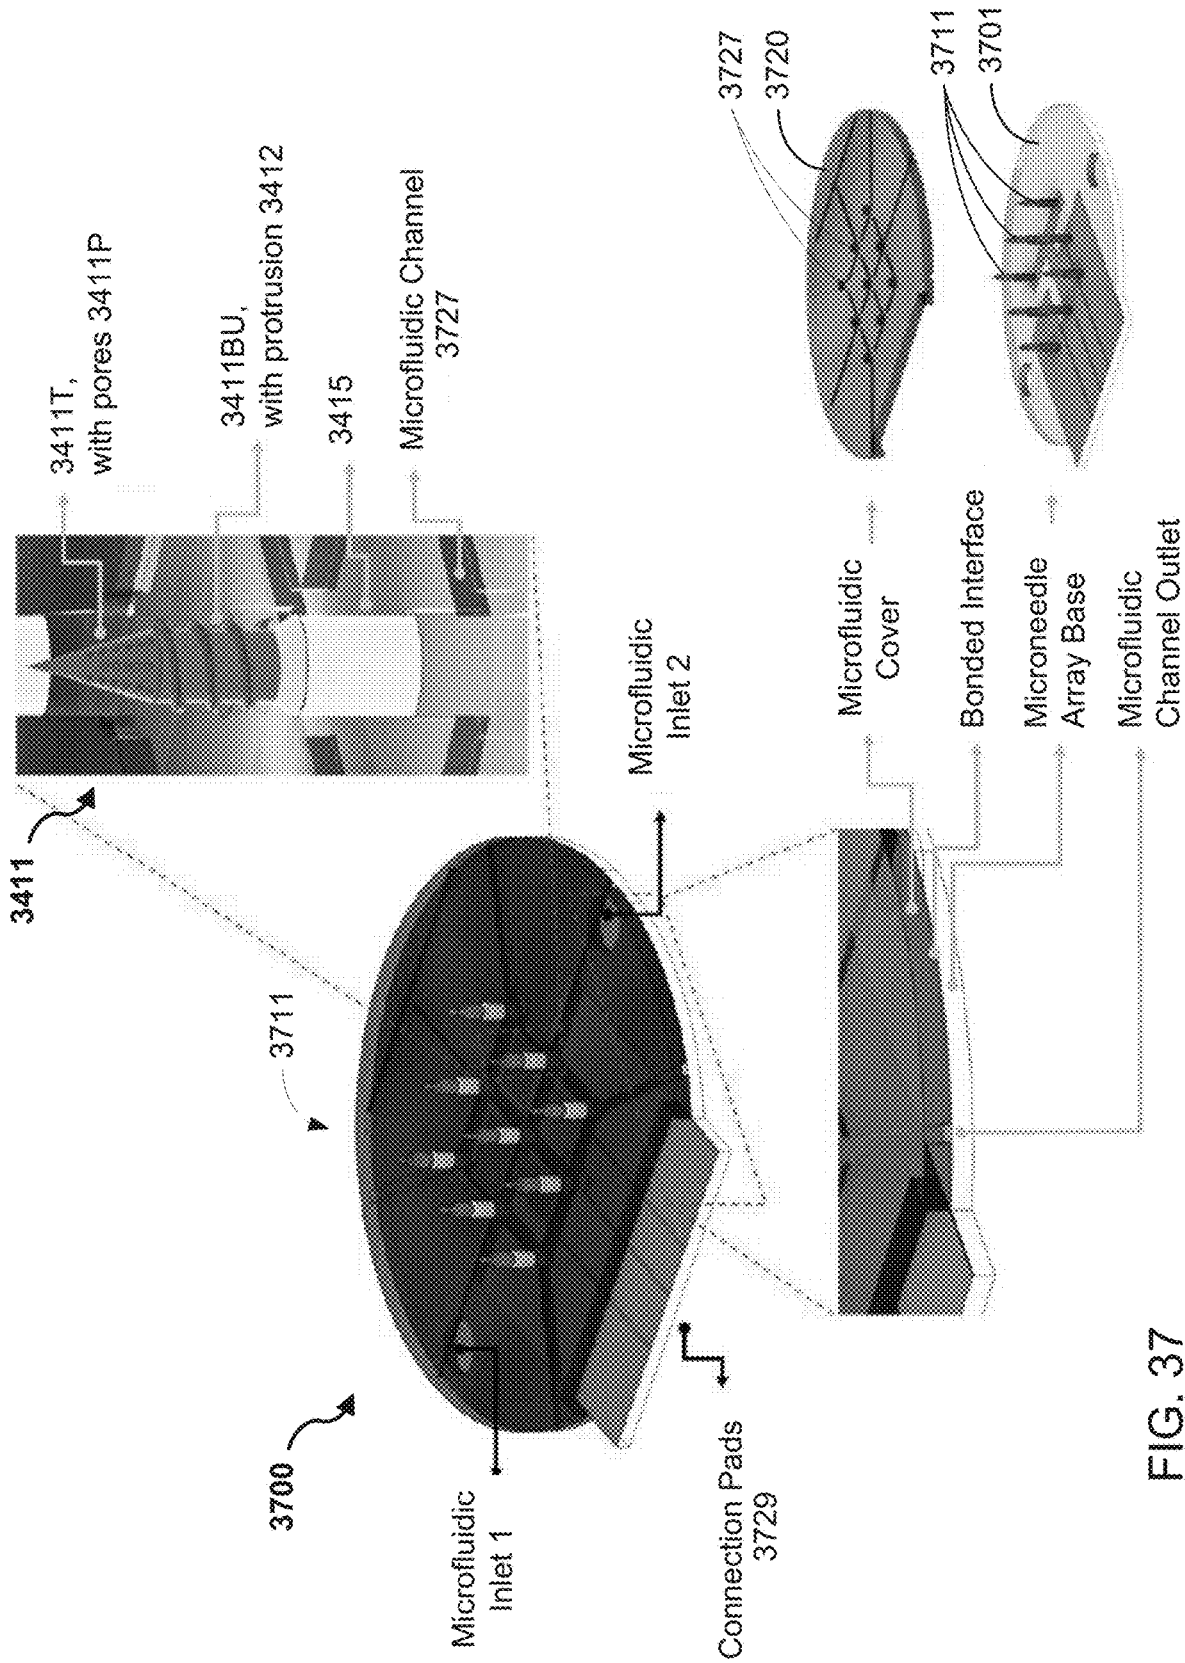 3700
Microfluidic
Inlet 1
Connection Pads
3729
3711
3411
3411T,
with pores 3411P
3411BU,
with protrusion 3412
3415
Microfluidic Channel
3727
Microfluidic
Inlet 2
Microfluidic
Cover
Bonded Interface
Microneedle
Array Base
Microfluidic
Channel Outlet
3727
3720
3711
3701
FIG. 37